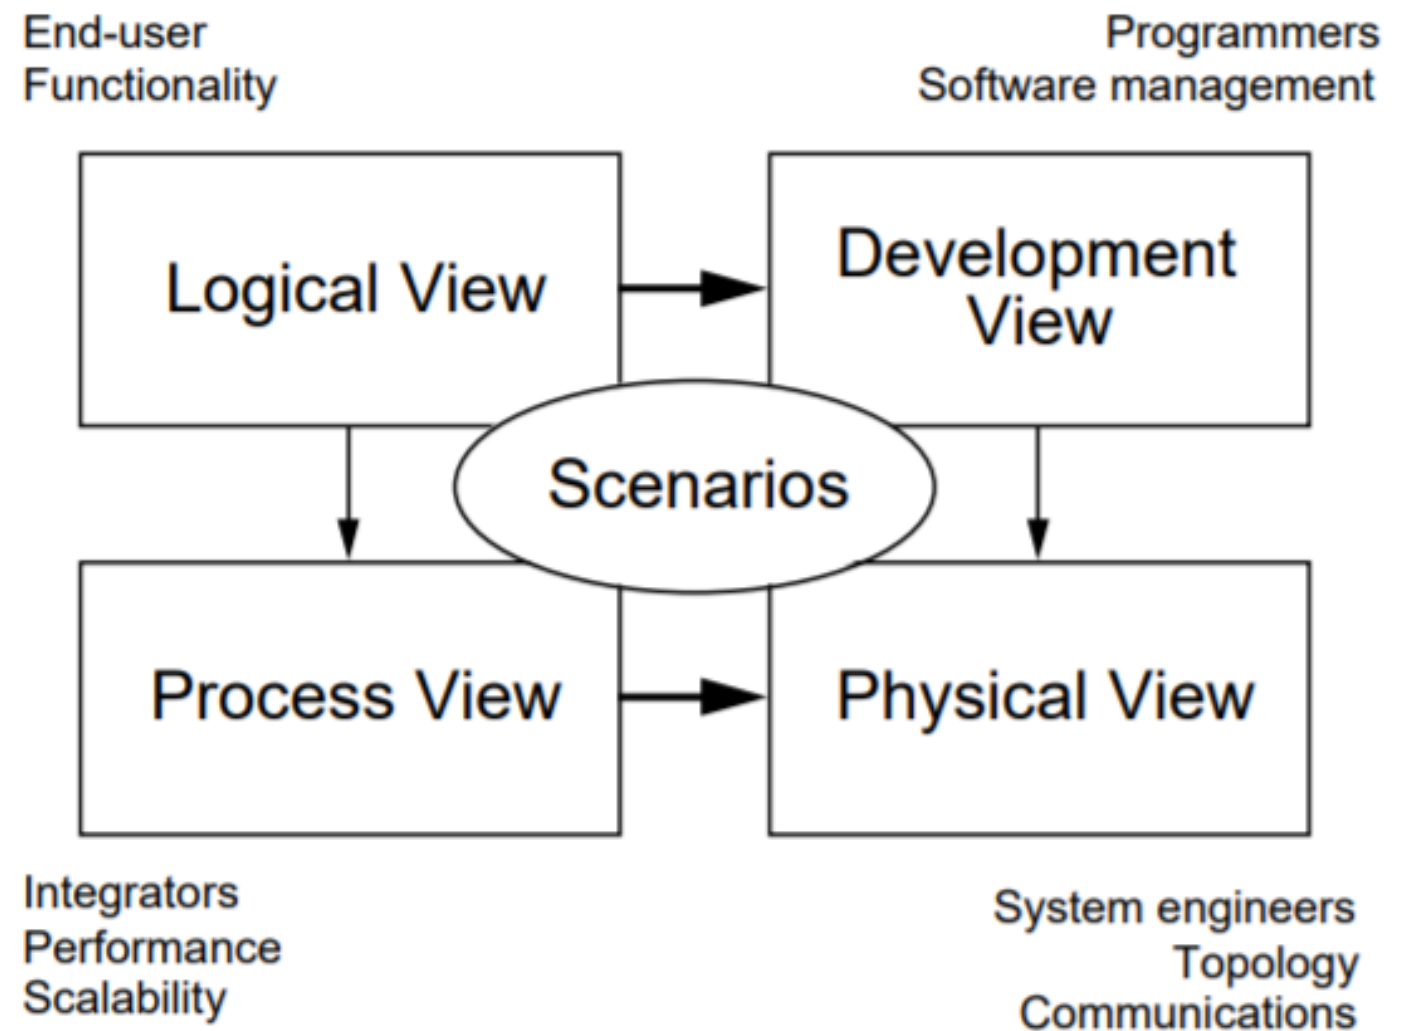 End-user
Functionality
Programmers
Software management
Logical View
Development
View
Scenarios
Process View
Physical View
Integrators
Performance
Scalability
System engineers
Topology
Communications